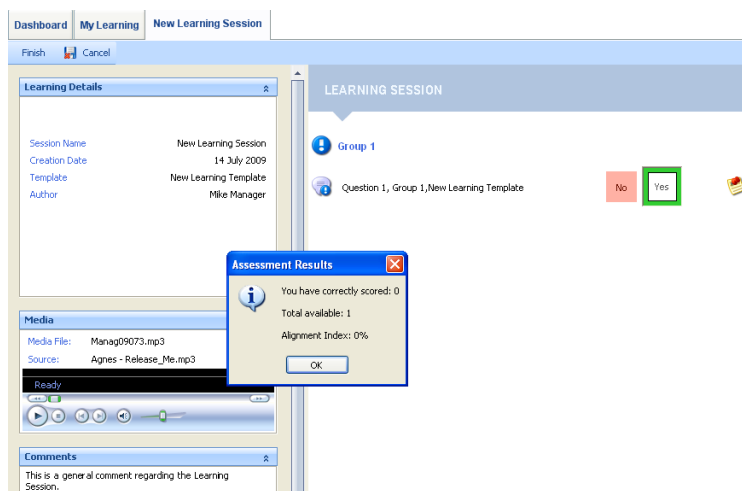 Dashboard
My Learning
New Learning Session
Finish
Cancel
Learning Details
Session Name New Learning Session
Creation Date 14 July 2009
Template New Learning Template
Author Mike Manager
Media
Media File: Manag09073.mp3
Source: Agnes - Release_Me.mp3
Ready
Comments
This is a general comment regarding the Learning
Session.
LEARNING SESSION
Group 1
Question 1, Group 1,New Learning Template
No
Yes
Assessment Results
You have correctly scored: 0
Total available: 1
Alignment Index: 0%
OK